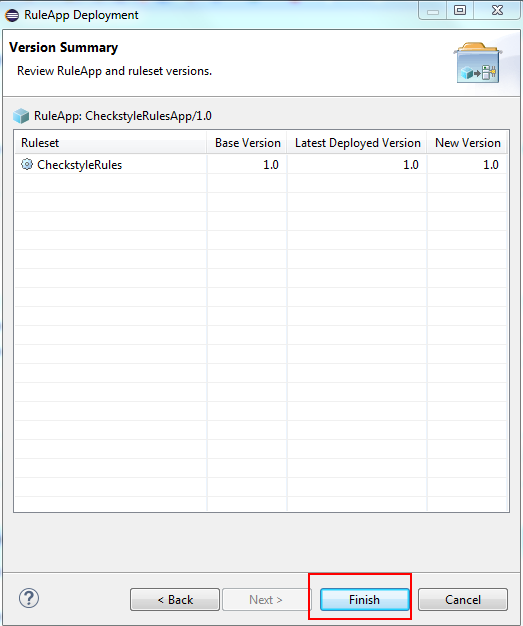 RuleApp Deployment
Version Summary
Review RuleApp and ruleset versions.
RuleApp: CheckstyleRulesApp/1.0
Ruleset Base Version Latest Deployed Version New Version
CheckstyleRules 1.0 1.0 1.0
? < Back Next > Finish Cancel